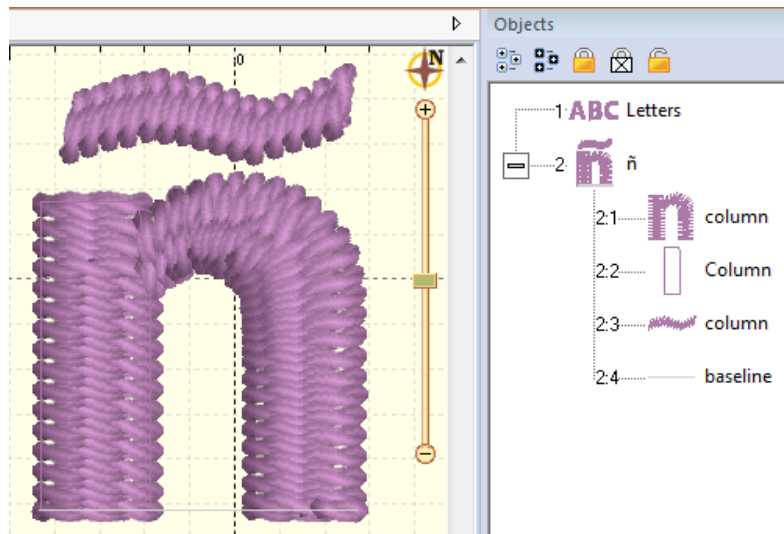 Objects
N
0
1 ABC Letters
2 ñ ñ
2:1 column
2:2 Column
2:3 column
2:4 baseline
ñ